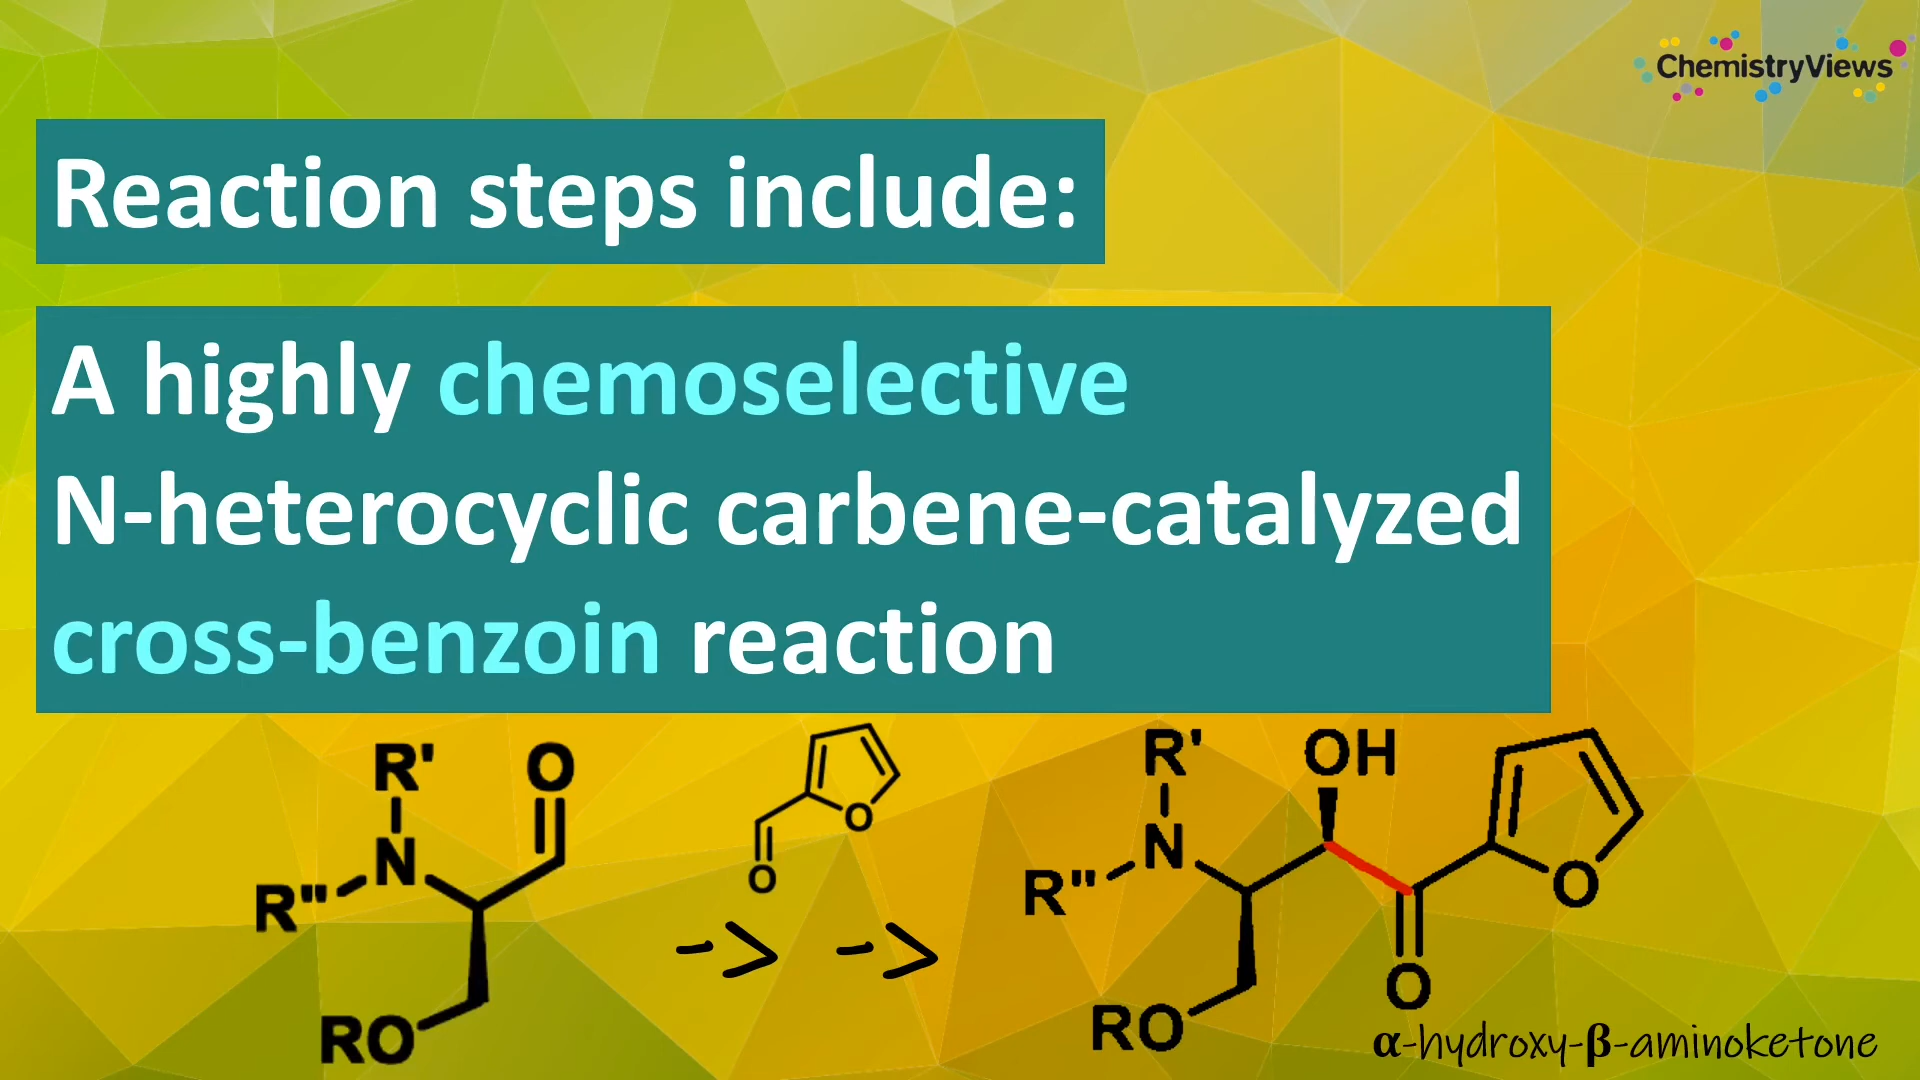 ChemistryViews
Reaction steps include:
A highly chemoselective
N-heterocyclic carbene-catalyzed
cross-benzoin reaction
R' O
N
R"
RO
O
O
-> ->
R' OH
N
R"
O
O
RO
α-hydroxy-β-aminoketone